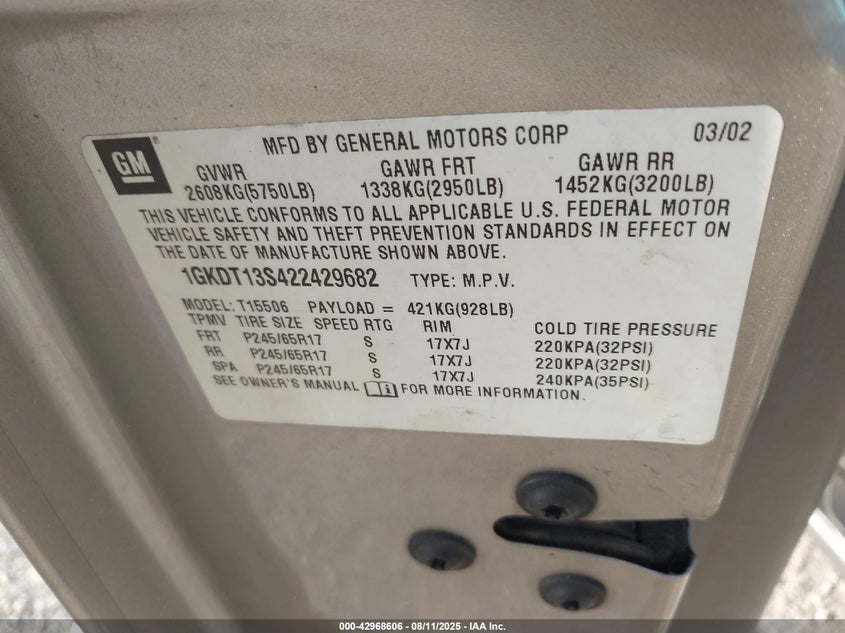 GM
MFD BY GENERAL MOTORS CORP 03/02
GVWR GAWR FRT GAWR RR
2608KG(5750LB) 1338KG(2950LB) 1452KG(3200LB)
THIS VEHICLE CONFORMS TO ALL APPLICABLE U.S. FEDERAL MOTOR
VEHICLE SAFETY AND THEFT PREVENTION STANDARDS IN EFFECT ON
THE DATE OF MANUFACTURE SHOWN ABOVE.
1GKDT13S422429682 TYPE: M.P.V.
MODEL: T15506 PAYLOAD = 421KG(928LB)
TPMV TIRE SIZE SPEED RTG RIM COLD TIRE PRESSURE
FRT P245/65R17 S 17X7J 220KPA(32PSI)
RR P245/65R17 S 17X7J 220KPA(32PSI)
SPA P245/65R17 S 17X7J 240KPA(35PSI)
SEE OWNER'S MANUAL FOR MORE INFORMATION.
000-42968606 - 08/11/2025 - IAA Inc.